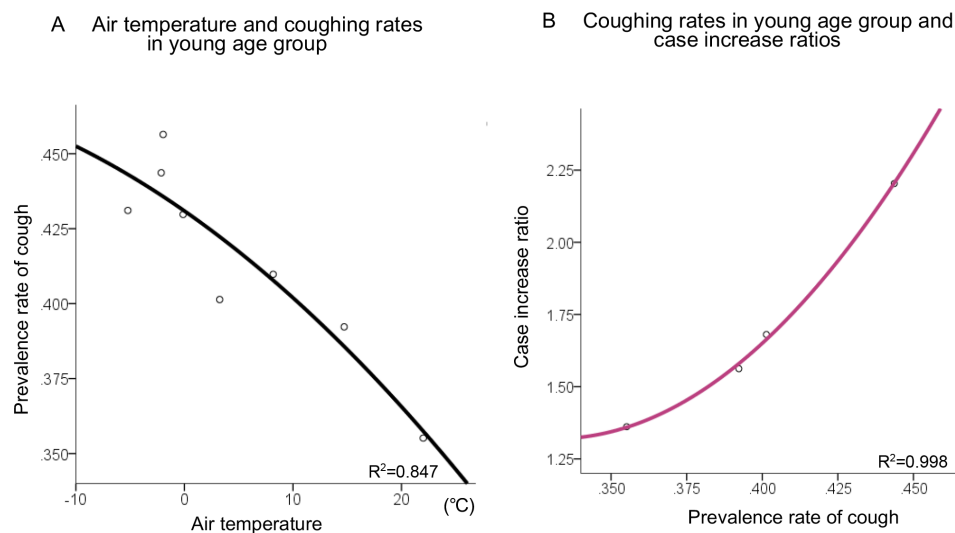 A Air temperature and coughing rates
in young age group
.450
.425
.400
.375
.350
Prevalence rate of cough
R²=0.847
-10 0 10 20 (℃)
Air temperature
B Coughing rates in young age group and
case increase ratios
2.25
2.00
1.75
1.50
1.25
Case increase ratio
R²=0.998
.350 .375 .400 .425 .450
Prevalence rate of cough